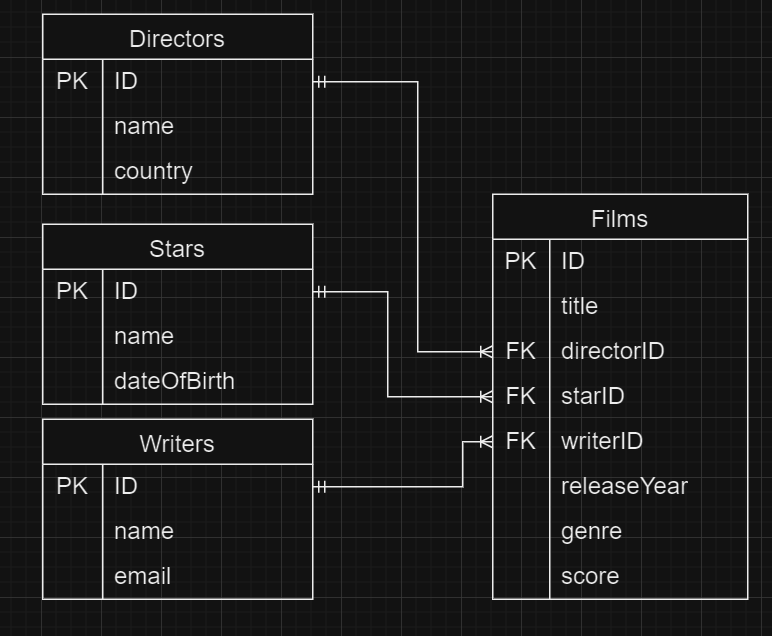 Directors
PK ID
name
country
Stars
PK ID
name
dateOfBirth
Writers
PK ID
name
email
Films
PK ID
title
FK directorID
FK starID
FK writerID
releaseYear
genre
score